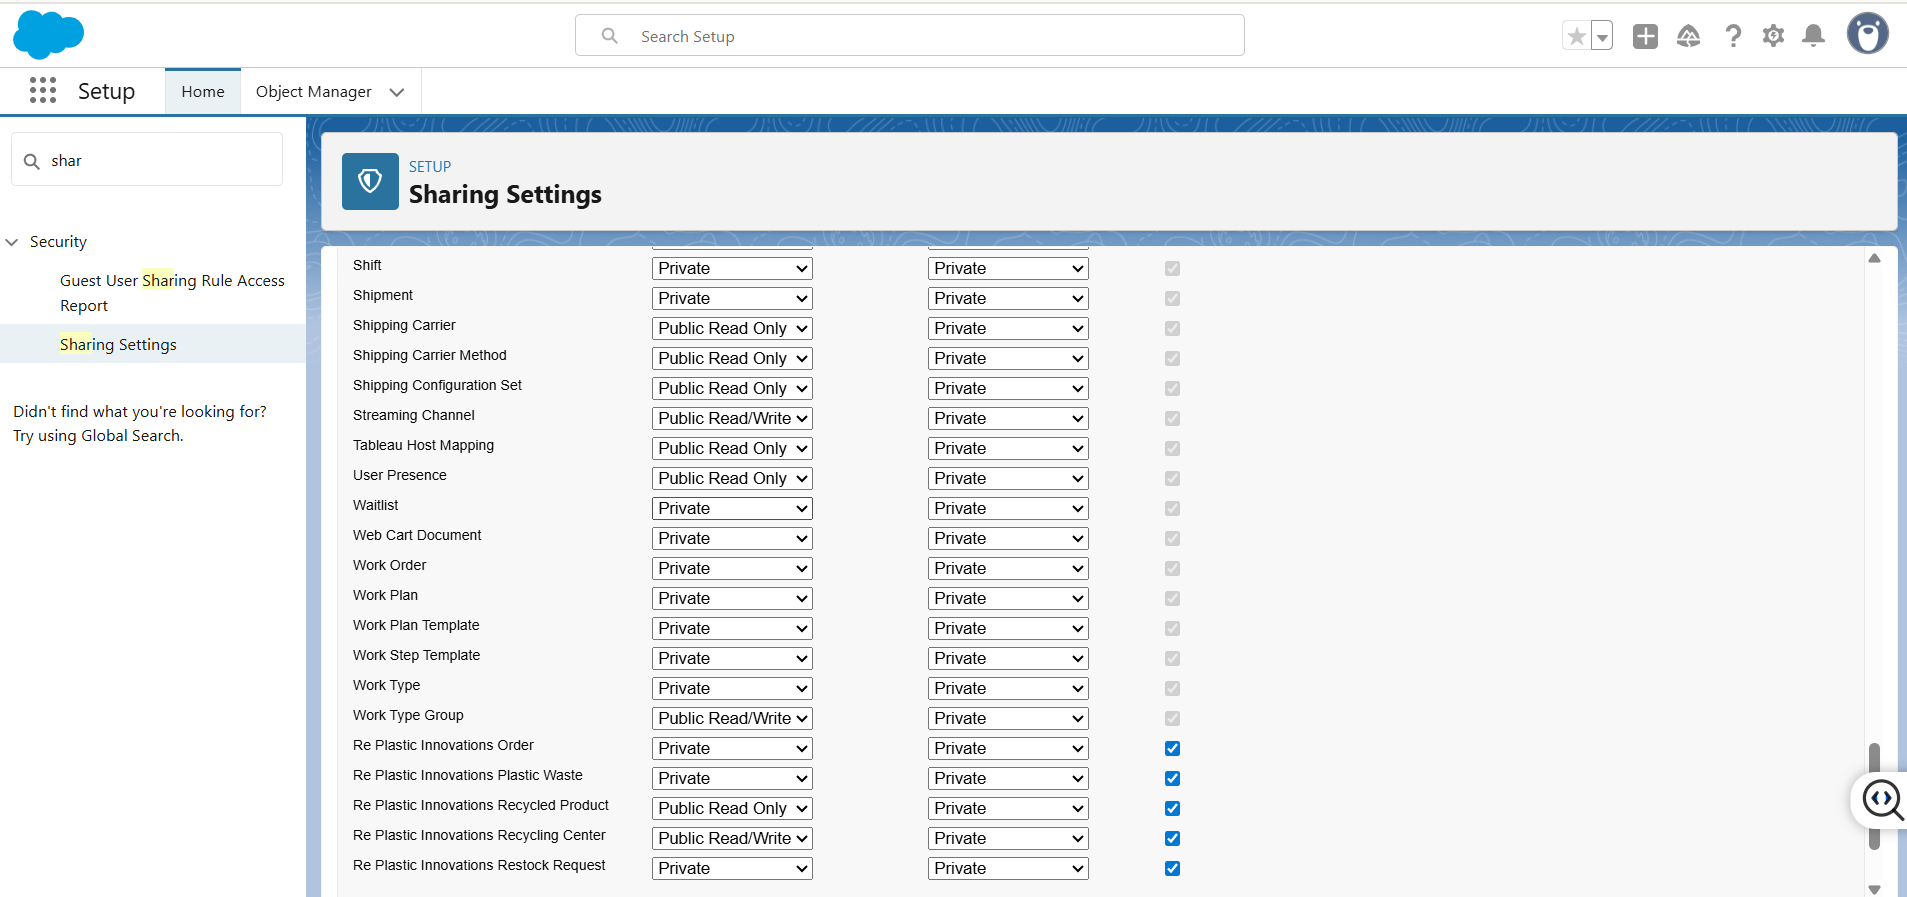 Search Setup
Setup
Home
Object Manager
shar
Security
Guest User Sharing Rule Access
Report
Sharing Settings
Didn't find what you're looking for?
Try using Global Search.
SETUP
Sharing Settings
Shift Private Private
Shipment Private Private
Shipping Carrier Public Read Only Private
Shipping Carrier Method Public Read Only Private
Shipping Configuration Set Public Read Only Private
Streaming Channel Public Read/Write Private
Tableau Host Mapping Public Read Only Private
User Presence Public Read Only Private
Waitlist Private Private
Web Cart Document Private Private
Work Order Private Private
Work Plan Private Private
Work Plan Template Private Private
Work Step Template Private Private
Work Type Private Private
Work Type Group Public Read/Write Private
Re Plastic Innovations Order Private Private
Re Plastic Innovations Plastic Waste Private Private
Re Plastic Innovations Recycled Product Public Read Only Private
Re Plastic Innovations Recycling Center Public Read/Write Private
Re Plastic Innovations Restock Request Private Private